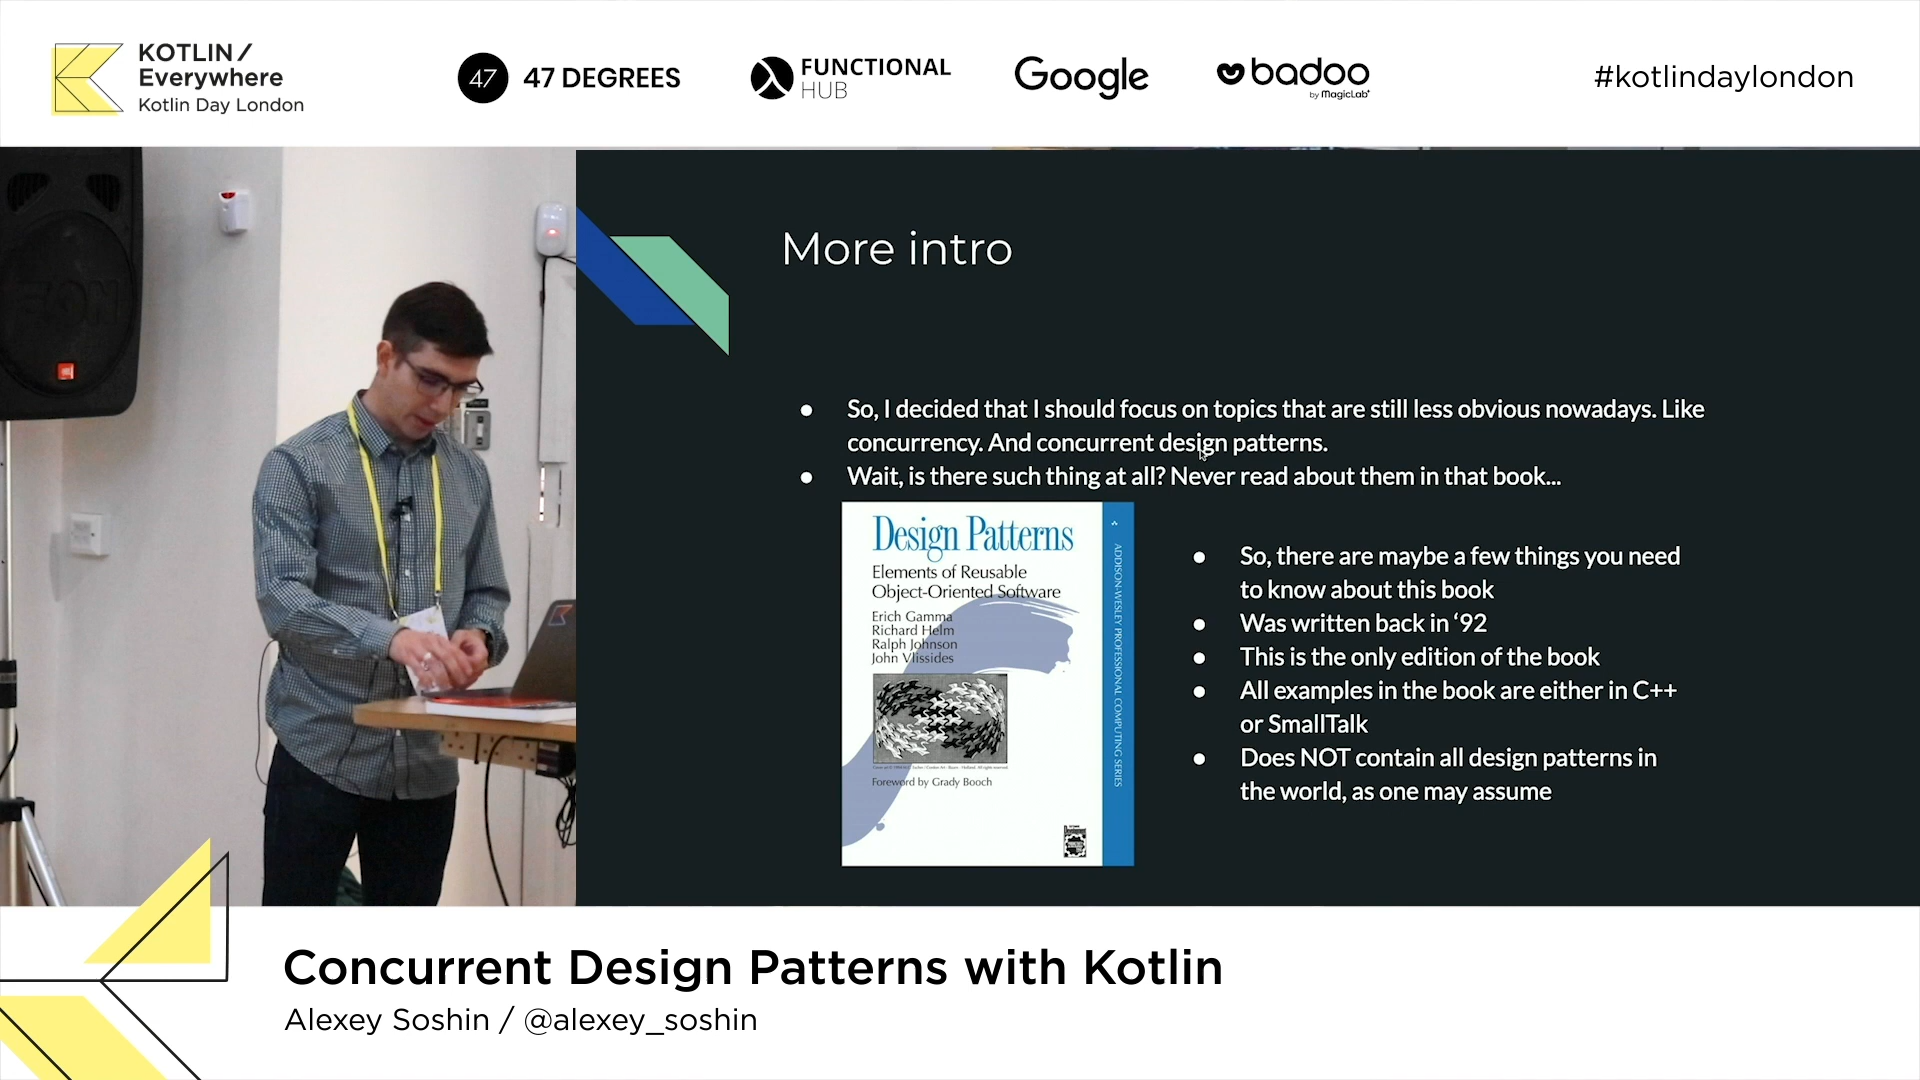 KOTLIN /
Everywhere
Kotlin Day London
47
47 DEGREES
FUNCTIONAL
HUB
Google
badoo
by MagicLab
#kotlindaylondon
More intro
So, I decided that I should focus on topics that are still less obvious nowadays. Like
concurrency. And concurrent design patterns.
Wait, is there such thing at all? Never read about them in that book...
Design Patterns
Elements of Reusable
Object-Oriented Software
Erich Gamma
Richard Helm
Ralph Johnson
John Vlissides
Foreword by Grady Booch
ADDISON-WESLEY PROFESSIONAL COMPUTING SERIES
So, there are maybe a few things you need
to know about this book
Was written back in ‘92
This is the only edition of the book
All examples in the book are either in C++
or SmallTalk
Does NOT contain all design patterns in
the world, as one may assume
EON
Concurrent Design Patterns with Kotlin
Alexey Soshin / @alexey_soshin